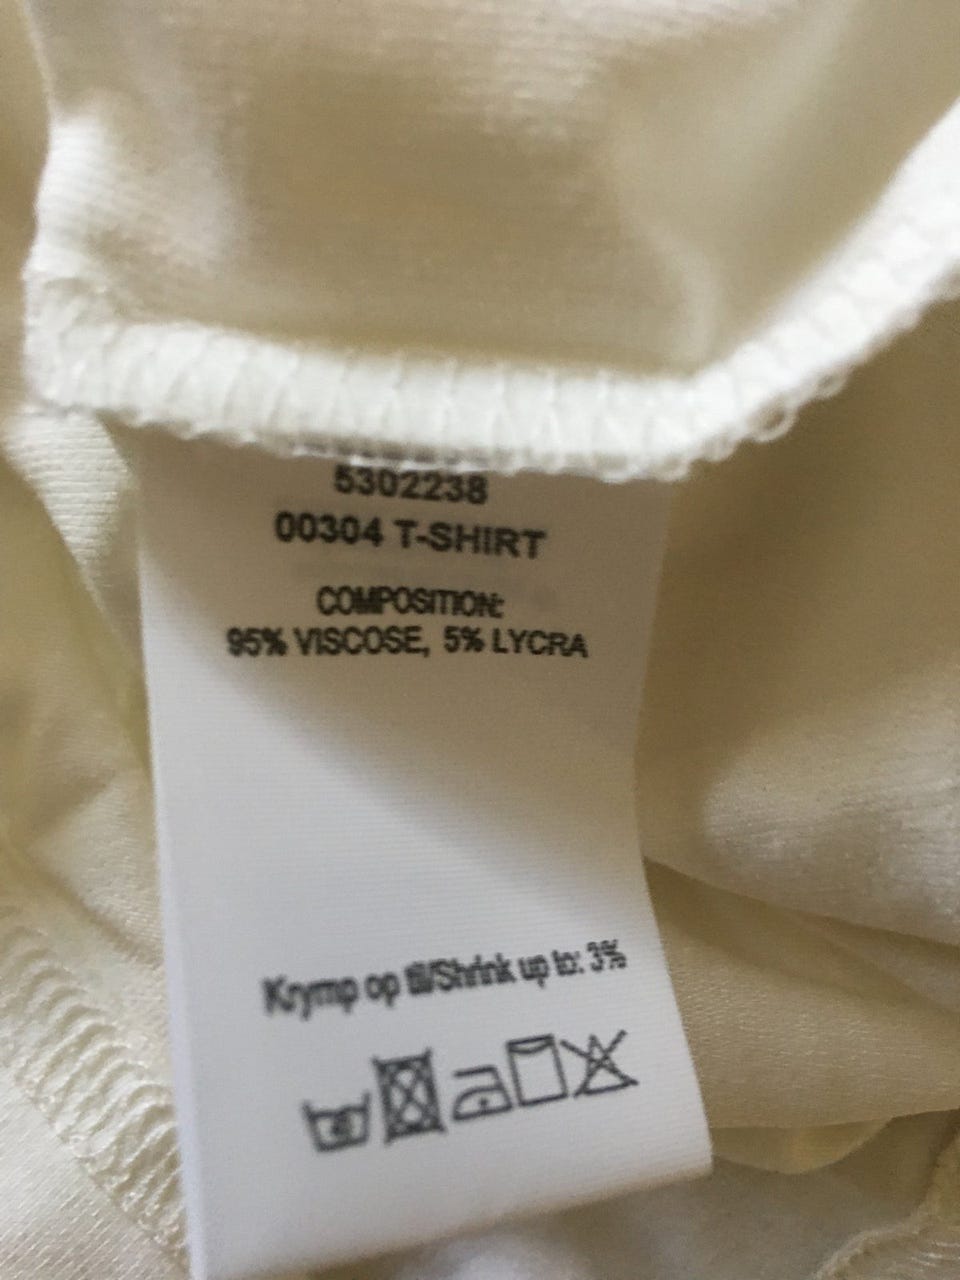 5302238
00304 T-SHIRT
COMPOSITION:
95% VISCOSE, 5% LYCRA
Krymp op til/Shrink up to: 3%